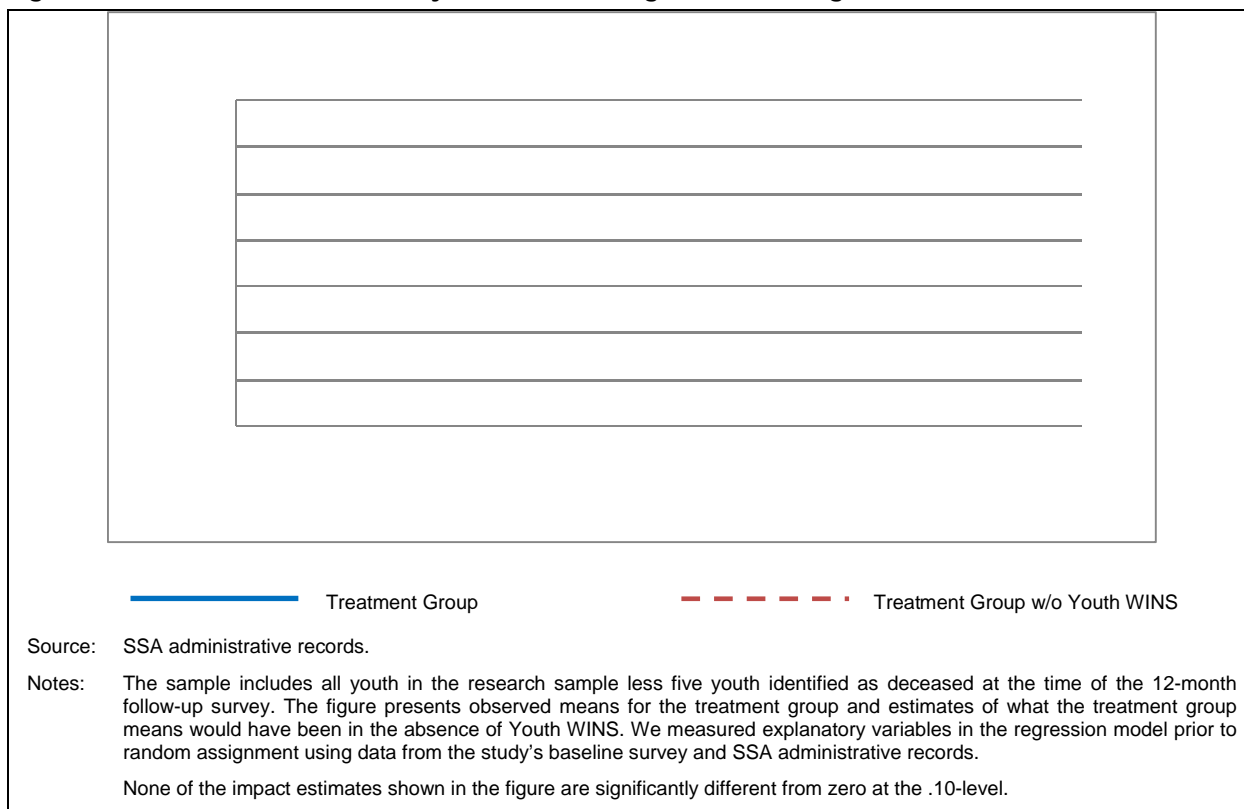 Treatment Group
Treatment Group w/o Youth WINS
Source: SSA administrative records.
Notes: The sample includes all youth in the research sample less five youth identified as deceased at the time of the 12-month
follow-up survey. The figure presents observed means for the treatment group and estimates of what the treatment group
means would have been in the absence of Youth WINS. We measured explanatory variables in the regression model prior to
random assignment using data from the study's baseline survey and SSA administrative records.
None of the impact estimates shown in the figure are significantly different from zero at the .10-level.